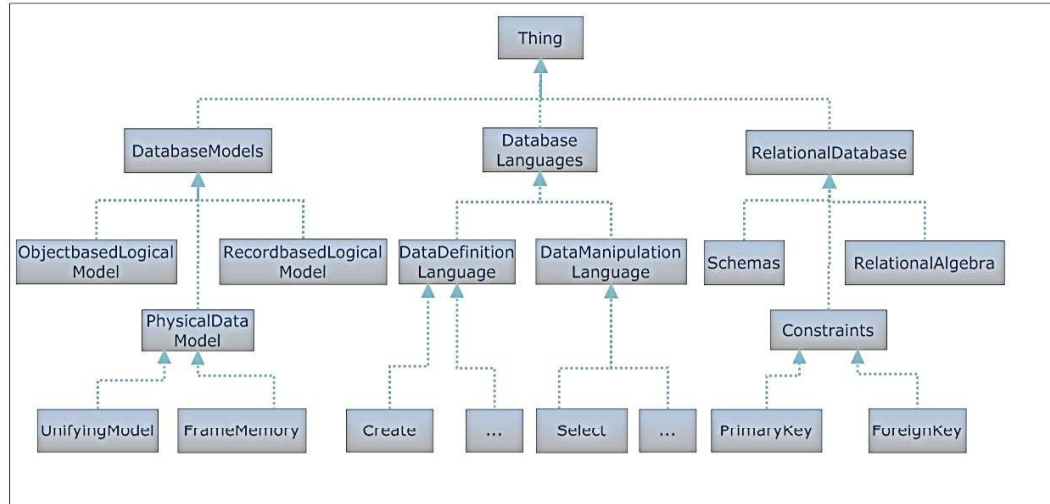 Thing
DatabaseModels
Database
Languages
RelationalDatabase
ObjectbasedLogical
Model
RecordbasedLogical
Model
DataDefinition
Language
DataManipulation
Language
Schemas
RelationalAlgebra
PhysicalData
Model
Constraints
UnifyingModel
FrameMemory
Create
...
Select
...
PrimaryKey
ForeignKey